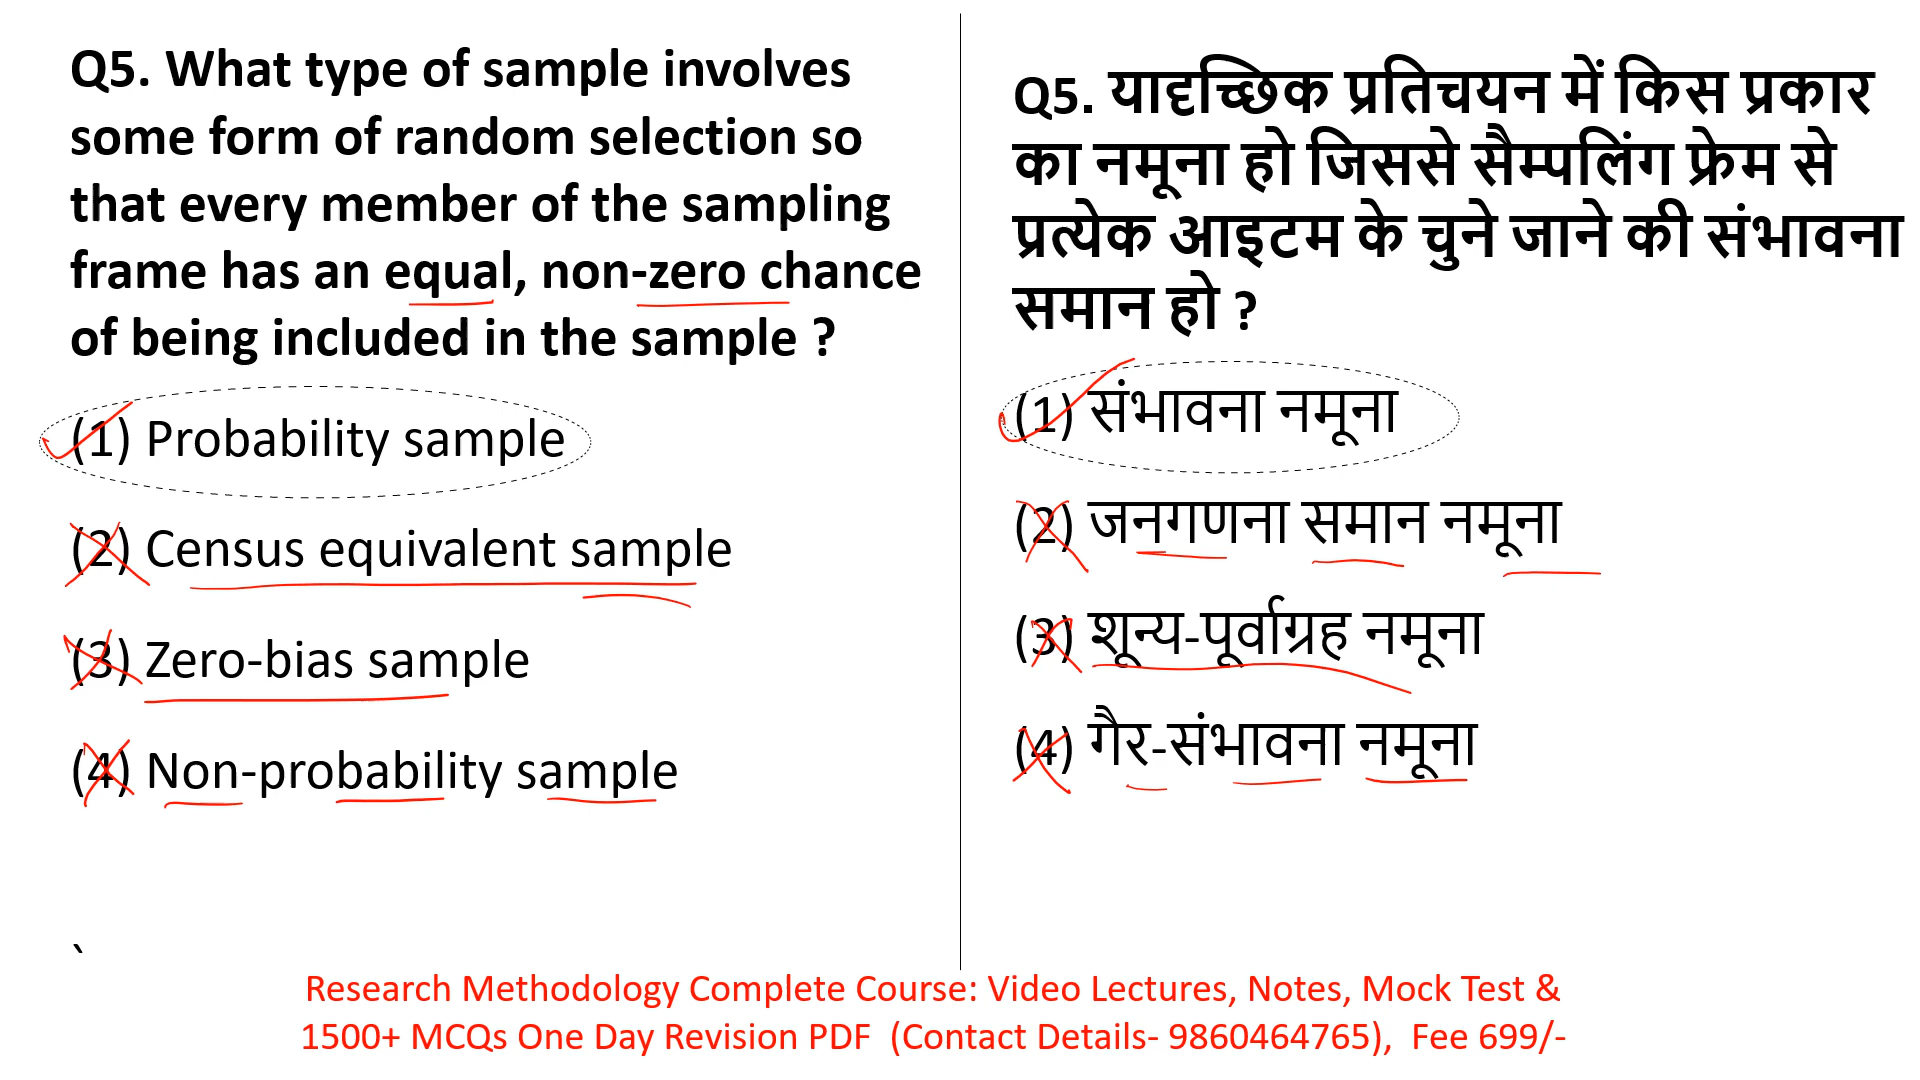 Q5. What type of sample involves
some form of random selection so
that every member of the sampling
frame has an equal, non-zero chance
of being included in the sample ?
(1) Probability sample
(2) Census equivalent sample
(3) Zero-bias sample
(4) Non-probability sample
`
Q5. यादृच्छिक प्रतिचयन में किस प्रकार
का नमूना हो जिससे सैम्पलिंग फ्रेम से
प्रत्येक आइटम के चुने जाने की संभावना
समान हो ?
(1) संभावना नमूना
(2) जनगणना समान नमूना
(3) शून्य-पूर्वाग्रह नमूना
(4) गैर-संभावना नमूना
Research Methodology Complete Course: Video Lectures, Notes, Mock Test &
1500+ MCQs One Day Revision PDF (Contact Details- 9860464765), Fee 699/-